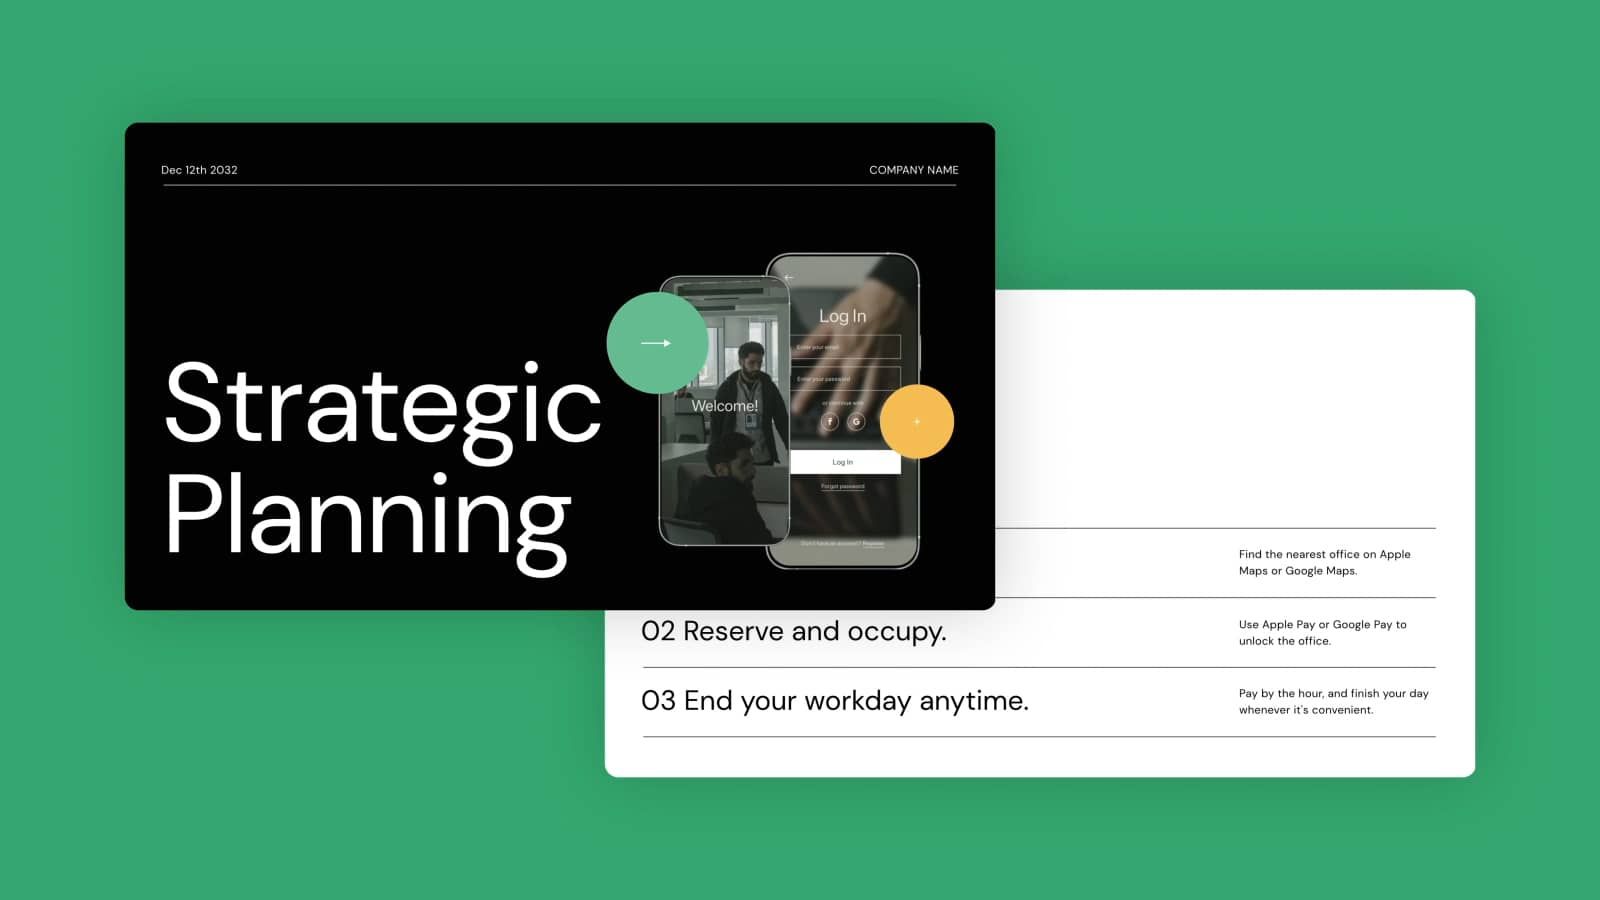 Dec 12th 2032
COMPANY NAME
Strategic
Planning
Welcome!
Log In
Enter your email
Enter your password
or continue with
f
G
Log In
Forgot password
Don't have an account? Register
Find the nearest office on Apple
Maps or Google Maps.
02 Reserve and occupy.
Use Apple Pay or Google Pay to
unlock the office.
03 End your workday anytime.
Pay by the hour, and finish your day
whenever it's convenient.